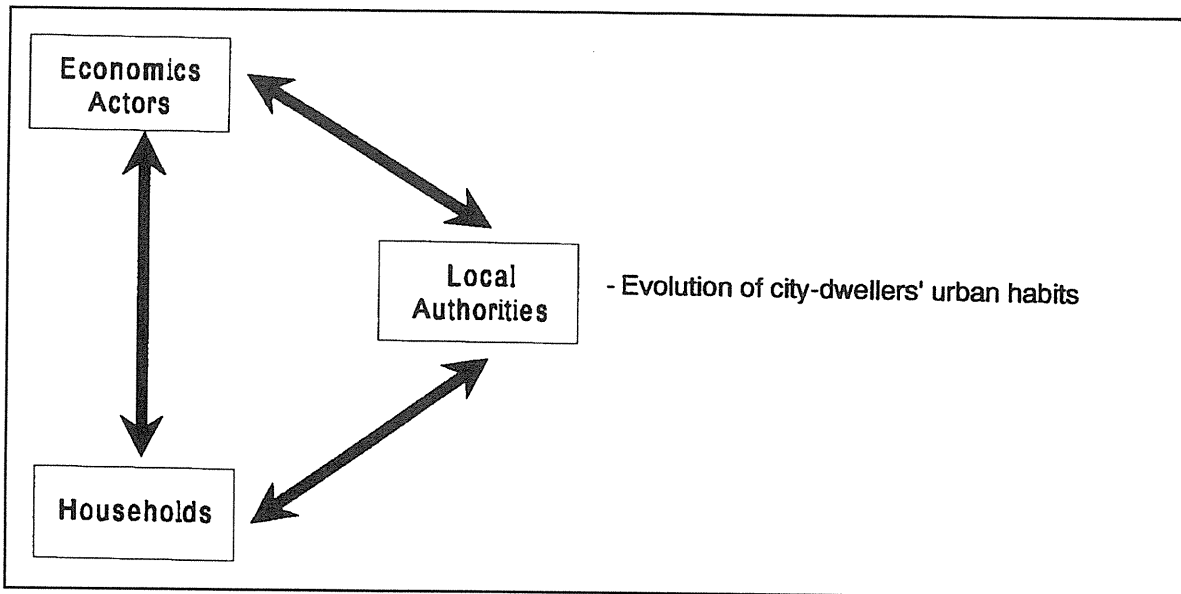 Economics
Actors
Local
Authorities
- Evolution of city-dwellers' urban habits
Households